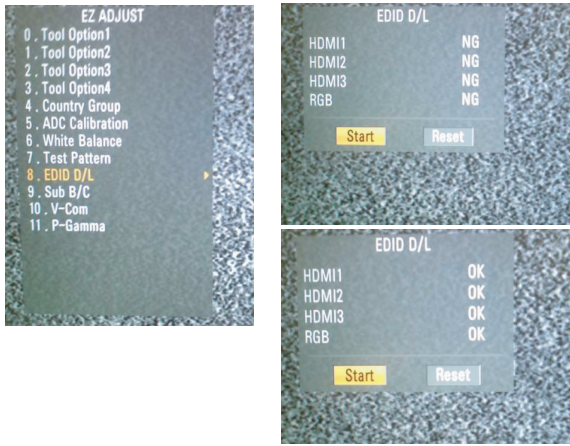 EZ ADJUST
0 . Tool Option1
1 . Tool Option2
2 . Tool Option3
3 . Tool Option4
4 . Country Group
5 . ADC Calibration
6 . White Balance
7 . Test Pattern
8 . EDID D/L
9 . Sub B/C
10 . V-Com
11 . P-Gamma
EDID D/L
HDMI1 NG
HDMI2 NG
HDMI3 NG
RGB NG
Start Reset
EDID D/L
HDMI1 OK
HDMI2 OK
HDMI3 OK
RGB OK
Start Reset